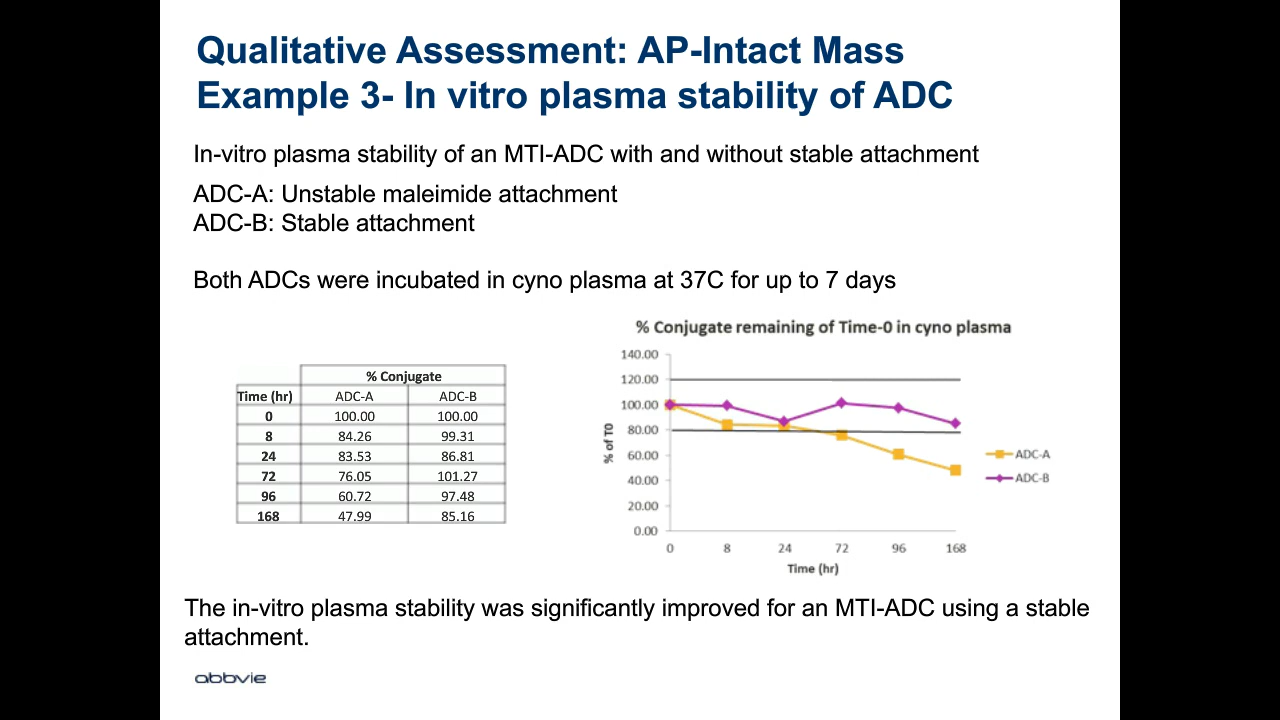 Qualitative Assessment: AP-Intact Mass
Example 3- In vitro plasma stability of ADC
In-vitro plasma stability of an MTI-ADC with and without stable attachment
ADC-A: Unstable maleimide attachment
ADC-B: Stable attachment
Both ADCs were incubated in cyno plasma at 37C for up to 7 days
% Conjugate
Time (hr) ADC-A ADC-B
0 100.00 100.00
8 84.26 99.31
24 83.53 86.81
72 76.05 101.27
96 60.72 97.48
168 47.99 85.16
% Conjugate remaining of Time-0 in cyno plasma
140.00
120.00
100.00
80.00
60.00
40.00
20.00
0.00
% of T0
0 8 24 72 96 168
Time (hr)
ADC-A
ADC-B
The in-vitro plasma stability was significantly improved for an MTI-ADC using a stable
attachment.
abbvie